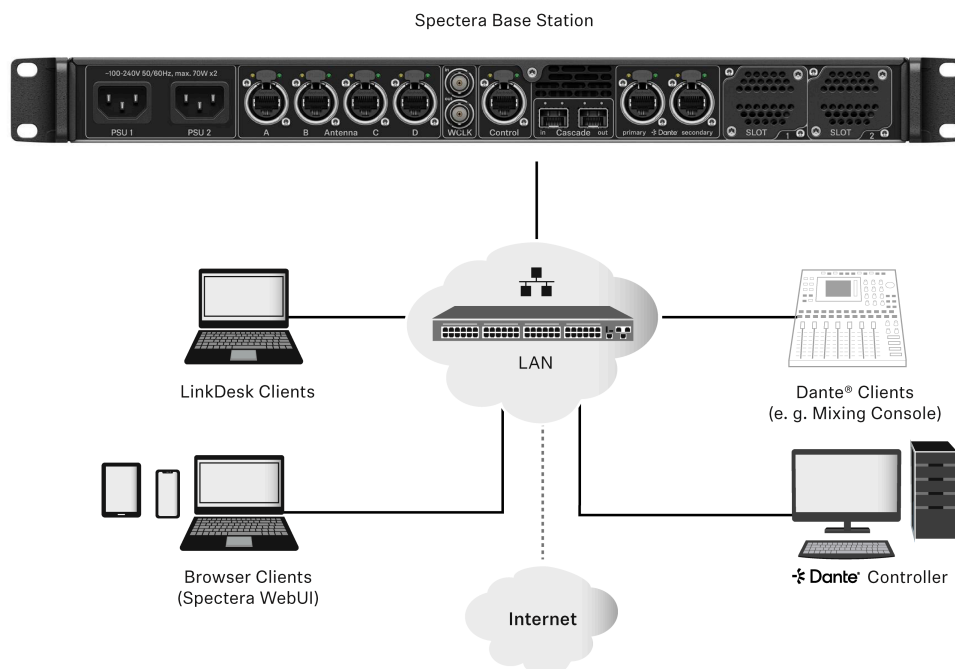 Spectera Base Station
~100-240V 50/60Hz, max. 70W x2
PSU 1
PSU 2
A
B
Antenna
C
D
WCLK
Control
in
Cascade
out
primary
Dante
secondary
SLOT
1
SLOT
2
LAN
LinkDesk Clients
Dante® Clients
(e. g. Mixing Console)
Browser Clients
(Spectera WebUI)
Dante® Controller
Internet